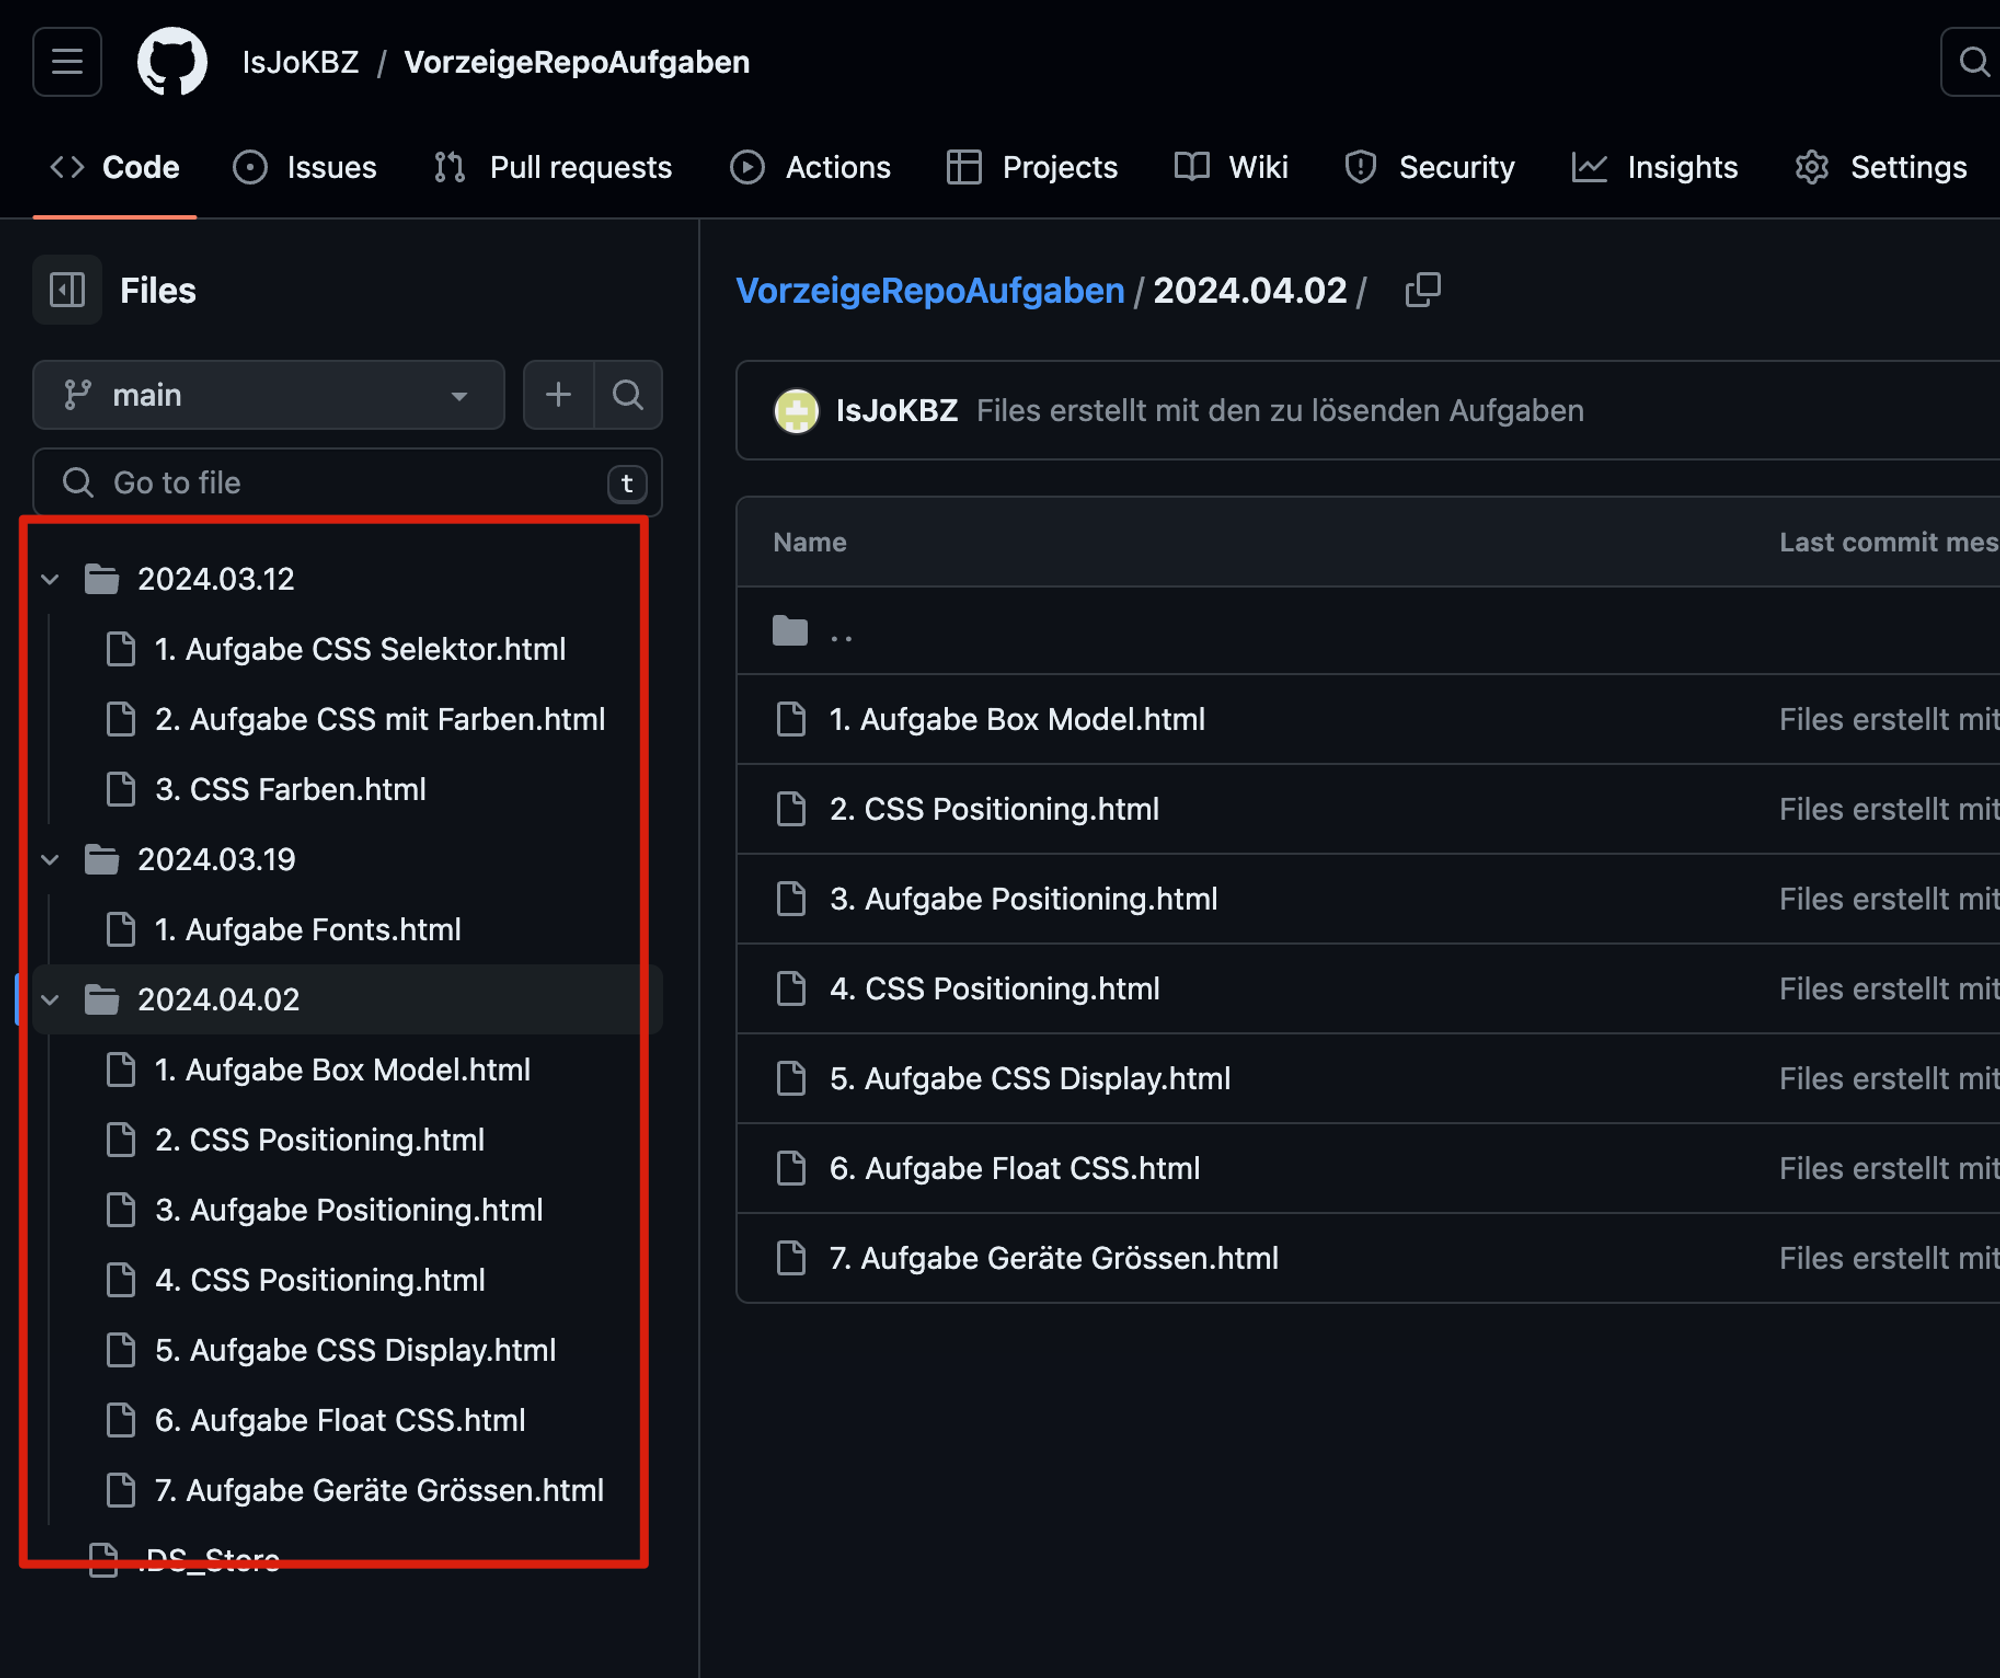 IsJoKBZ / VorzeigeRepoAufgaben
Code Issues Pull requests Actions Projects Wiki Security Insights Settings
Files
main
Go to file t
2024.03.12
1. Aufgabe CSS Selektor.html
2. Aufgabe CSS mit Farben.html
3. CSS Farben.html
2024.03.19
1. Aufgabe Fonts.html
2024.04.02
1. Aufgabe Box Model.html
2. CSS Positioning.html
3. Aufgabe Positioning.html
4. CSS Positioning.html
5. Aufgabe CSS Display.html
6. Aufgabe Float CSS.html
7. Aufgabe Geräte Grössen.html
.DS_Store
VorzeigeRepoAufgaben / 2024.04.02 /
IsJoKBZ Files erstellt mit den zu lösenden Aufgaben
Name Last commit mes
..
1. Aufgabe Box Model.html Files erstellt mit
2. CSS Positioning.html Files erstellt mit
3. Aufgabe Positioning.html Files erstellt mit
4. CSS Positioning.html Files erstellt mit
5. Aufgabe CSS Display.html Files erstellt mit
6. Aufgabe Float CSS.html Files erstellt mit
7. Aufgabe Geräte Grössen.html Files erstellt mit